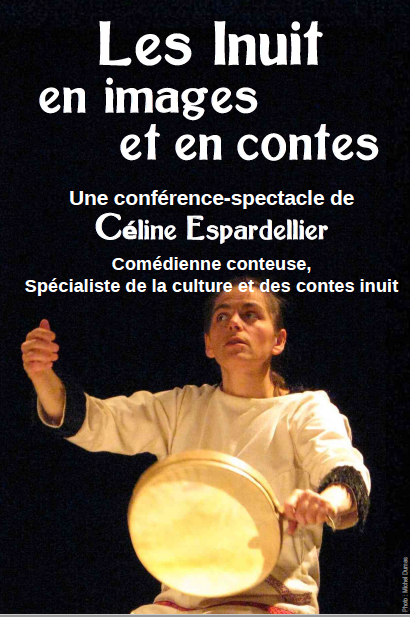 Les Inuit
en images
et en contes
Une conférence-spectacle de
Céline Espardellier
Comédienne conteuse,
Spécialiste de la culture et des contes inuit
Photo : Michel Dumas